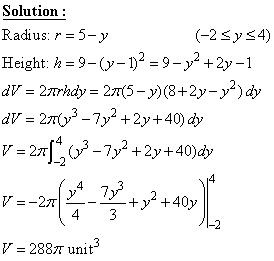 Solution :
Radius: r = 5 − y (−2 ≤ y ≤ 4)
Height: h = 9 − (y − 1)² = 9 − y² + 2y − 1
dV = 2πrhdy = 2π(5 − y)(8 + 2y − y²) dy
dV = 2π(y³ − 7y² + 2y + 40) dy
V = 2π∫₋₂⁴ (y³ − 7y² + 2y + 40)dy
V = −2π(y⁴/4 − 7y³/3 + y² + 40y)|₋₂⁴
V = 288π unit³